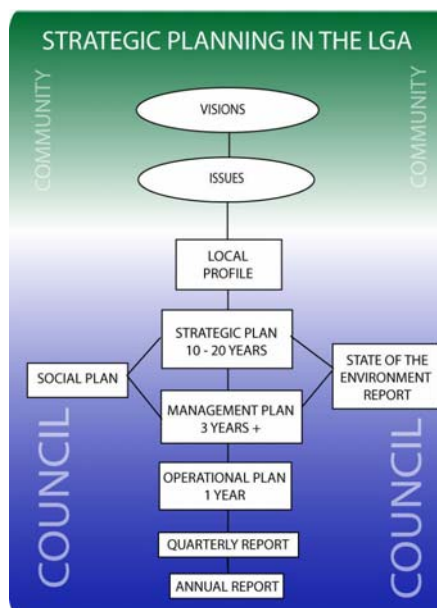 STRATEGIC PLANNING IN THE LGA
COMMUNITY
COMMUNITY
VISIONS
ISSUES
LOCAL
PROFILE
STRATEGIC PLAN
10 - 20 YEARS
SOCIAL PLAN
STATE OF THE
ENVIRONMENT
REPORT
MANAGEMENT PLAN
3 YEARS +
OPERATIONAL PLAN
1 YEAR
QUARTERLY REPORT
ANNUAL REPORT
COUNCIL
COUNCIL